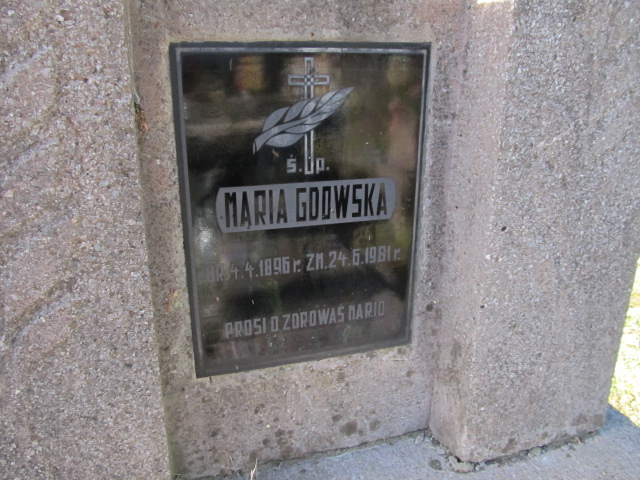 Ś. P.
MARIA GDOWSKA
UR. 4.4.1896 r. ZM. 24.6.1981 r.
PROSI O ZDROWAŚ MARIO